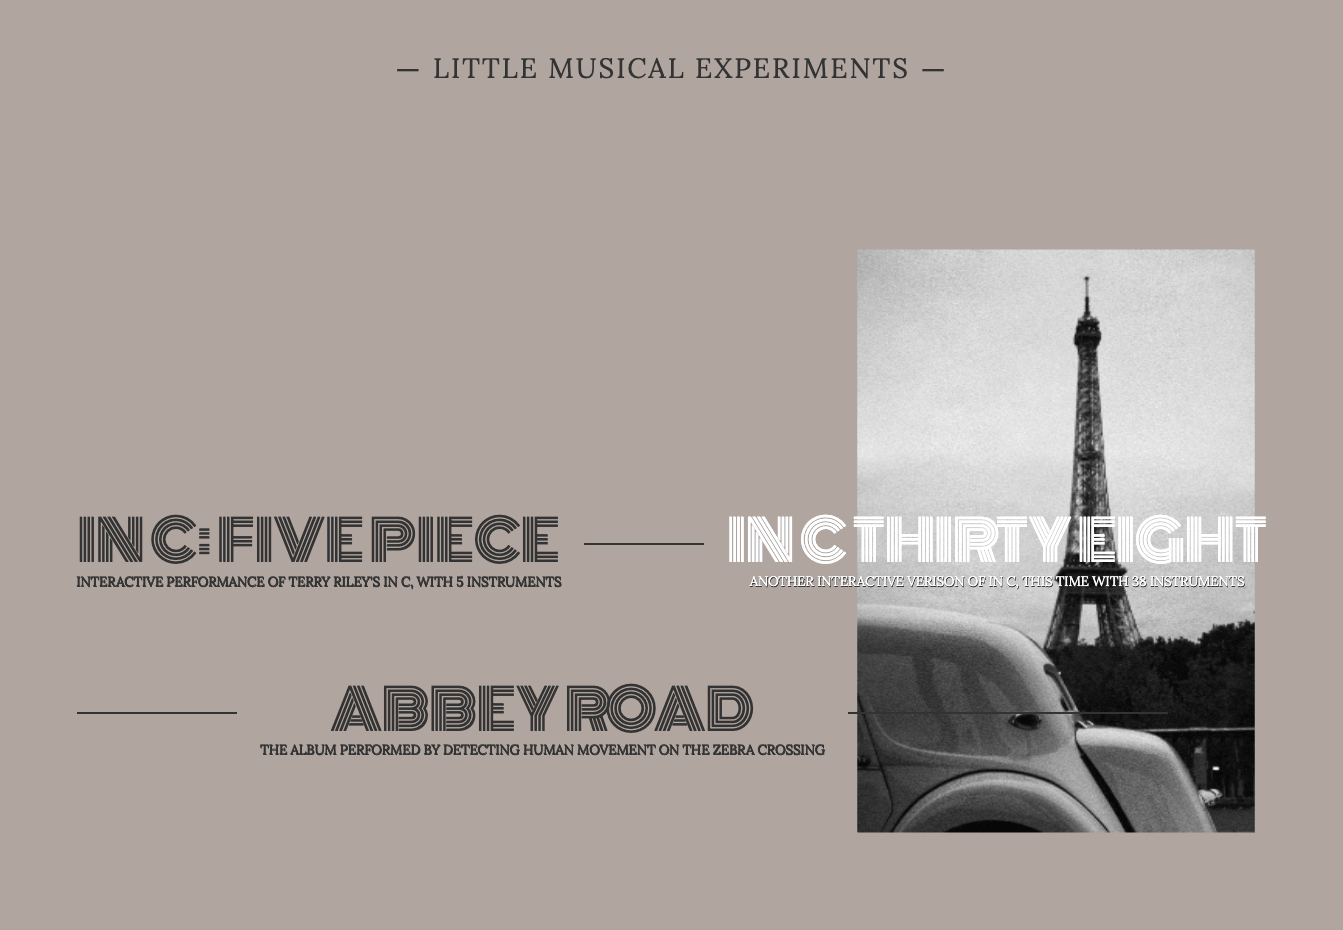 — LITTLE MUSICAL EXPERIMENTS —
IN C: FIVE PIECE
INTERACTIVE PERFORMANCE OF TERRY RILEY'S IN C, WITH 5 INSTRUMENTS
IN C THIRTY EIGHT
ANOTHER INTERACTIVE VERISON OF IN C, THIS TIME WITH 38 INSTRUMENTS
ABBEY ROAD
THE ALBUM PERFORMED BY DETECTING HUMAN MOVEMENT ON THE ZEBRA CROSSING